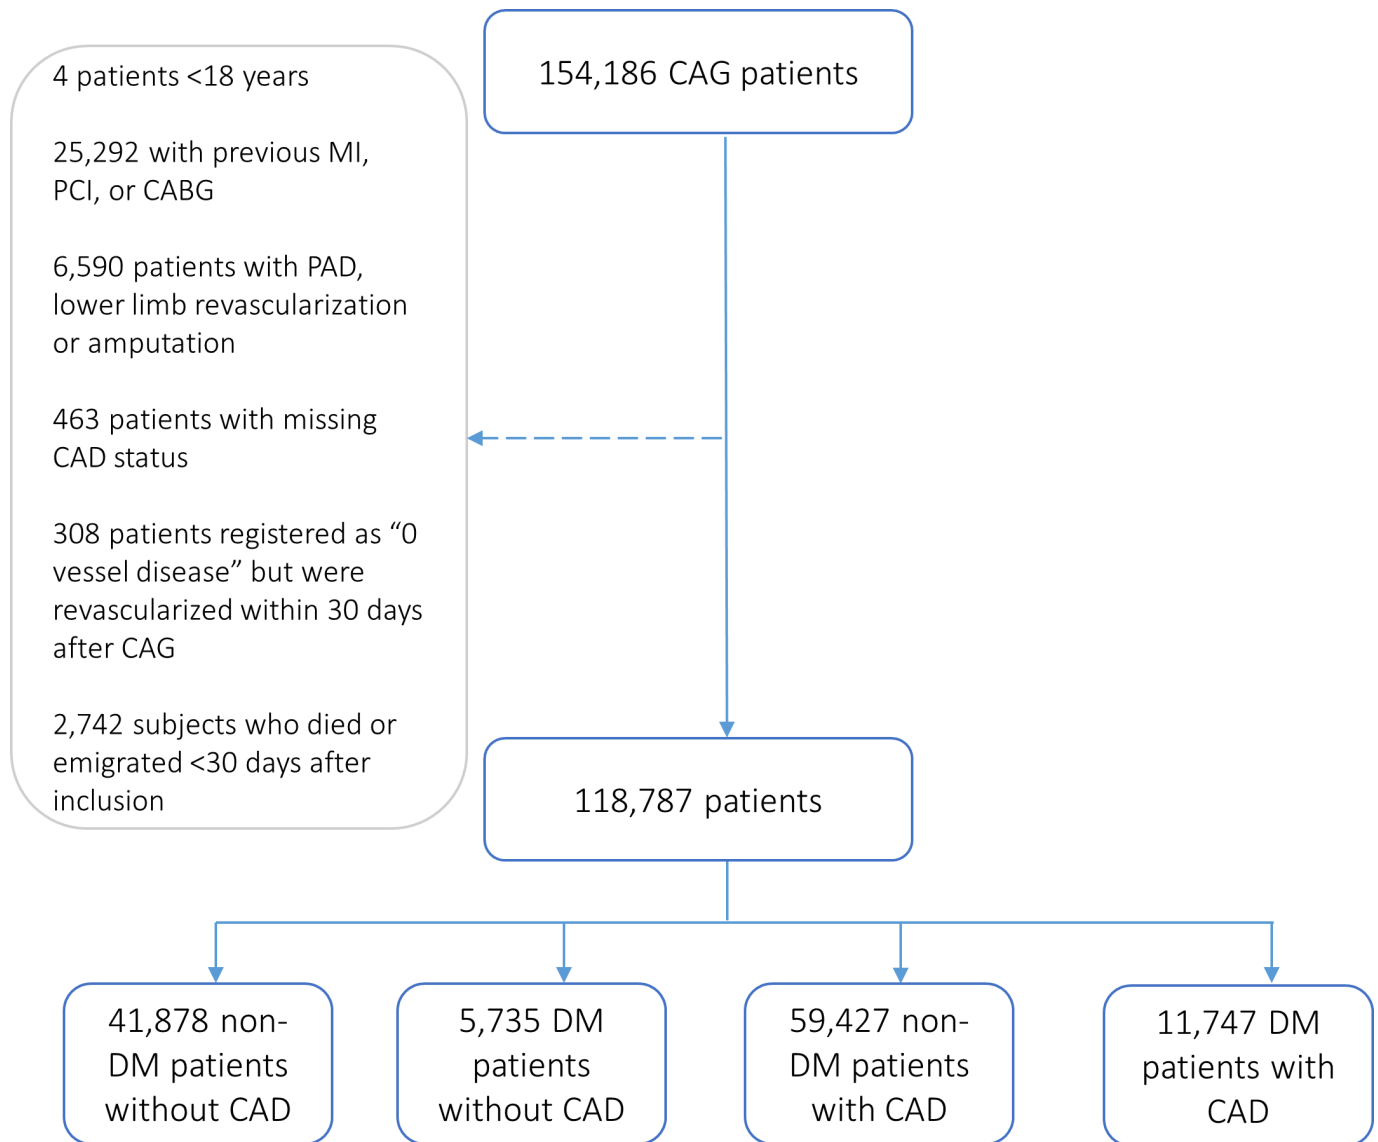 154,186 CAG patients
4 patients <18 years
25,292 with previous MI,
PCI, or CABG
6,590 patients with PAD,
lower limb revascularization
or amputation
463 patients with missing
CAD status
308 patients registered as “0
vessel disease” but were
revascularized within 30 days
after CAG
2,742 subjects who died or
emigrated <30 days after
inclusion
118,787 patients
41,878 non-
DM patients
without CAD
5,735 DM
patients
without CAD
59,427 non-
DM patients
with CAD
11,747 DM
patients with
CAD